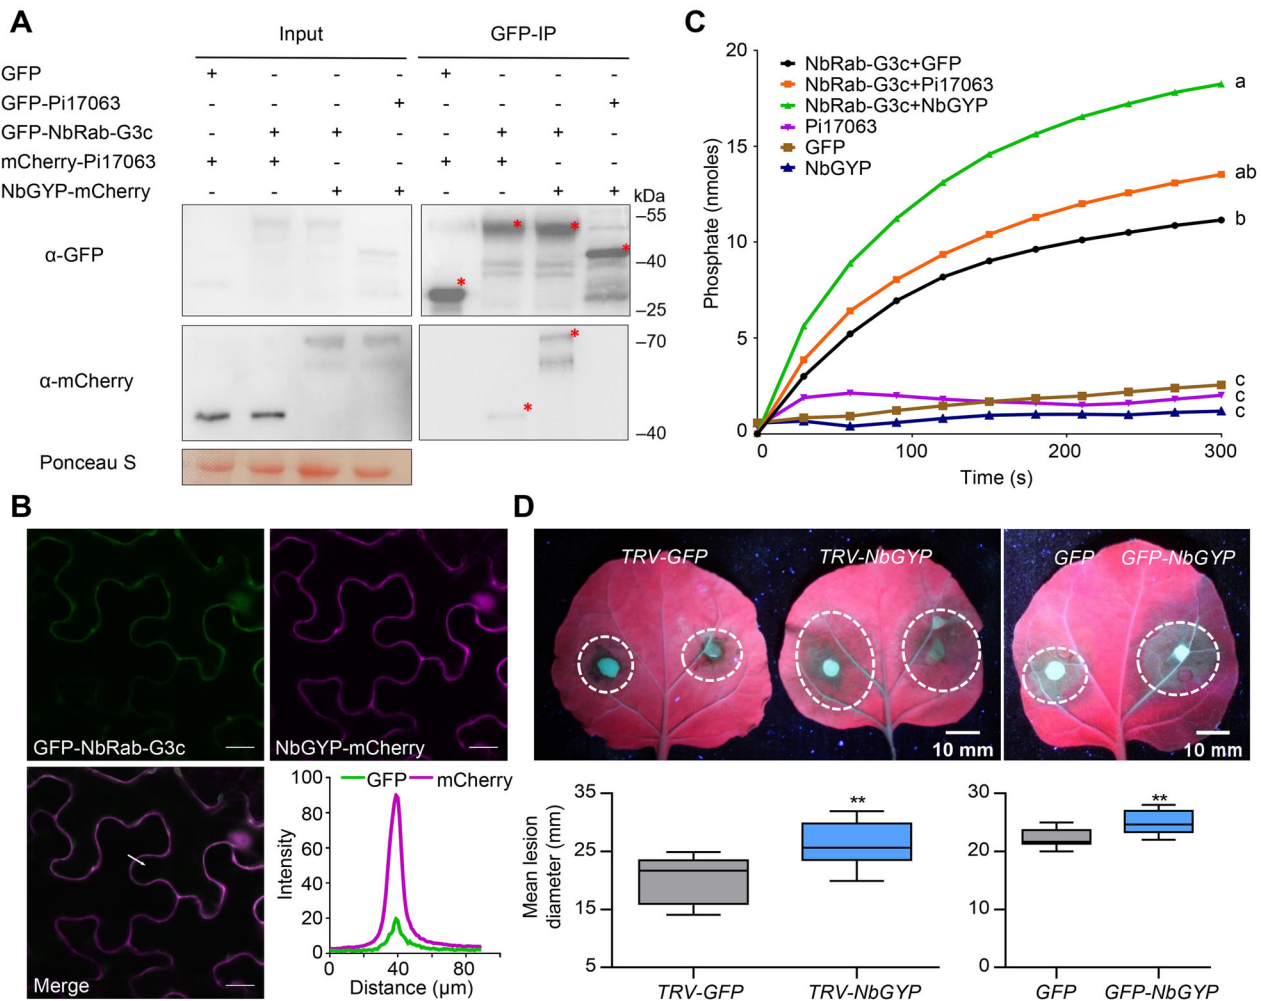 A
Input GFP-IP
GFP + - - - + - - -
GFP-Pi17063 - - - + - - - +
GFP-NbRab-G3c - + + - - + + -
mCherry-Pi17063 + + - - + + - -
NbGYP-mCherry - - + + - - + +
kDa
α-GFP
–55
–40
–25
*
*
*
*
α-mCherry
–70
–40
*
*
Ponceau S
B
GFP-NbRab-G3c
NbGYP-mCherry
Merge
GFP mCherry
Intensity
100
80
60
40
20
0
0 40 80
Distance (µm)
C
Phosphate (nmoles)
20
15
10
5
0
NbRab-G3c+GFP
NbRab-G3c+Pi17063
NbRab-G3c+NbGYP
Pi17063
GFP
NbGYP
a
ab
b
c
c
c
0 100 200 300
Time (s)
D
TRV-GFP TRV-NbGYP
10 mm
GFP GFP-NbGYP
10 mm
Mean lesion
diameter (mm)
35
25
15
5
**
TRV-GFP TRV-NbGYP
30
20
10
0
**
GFP GFP-NbGYP